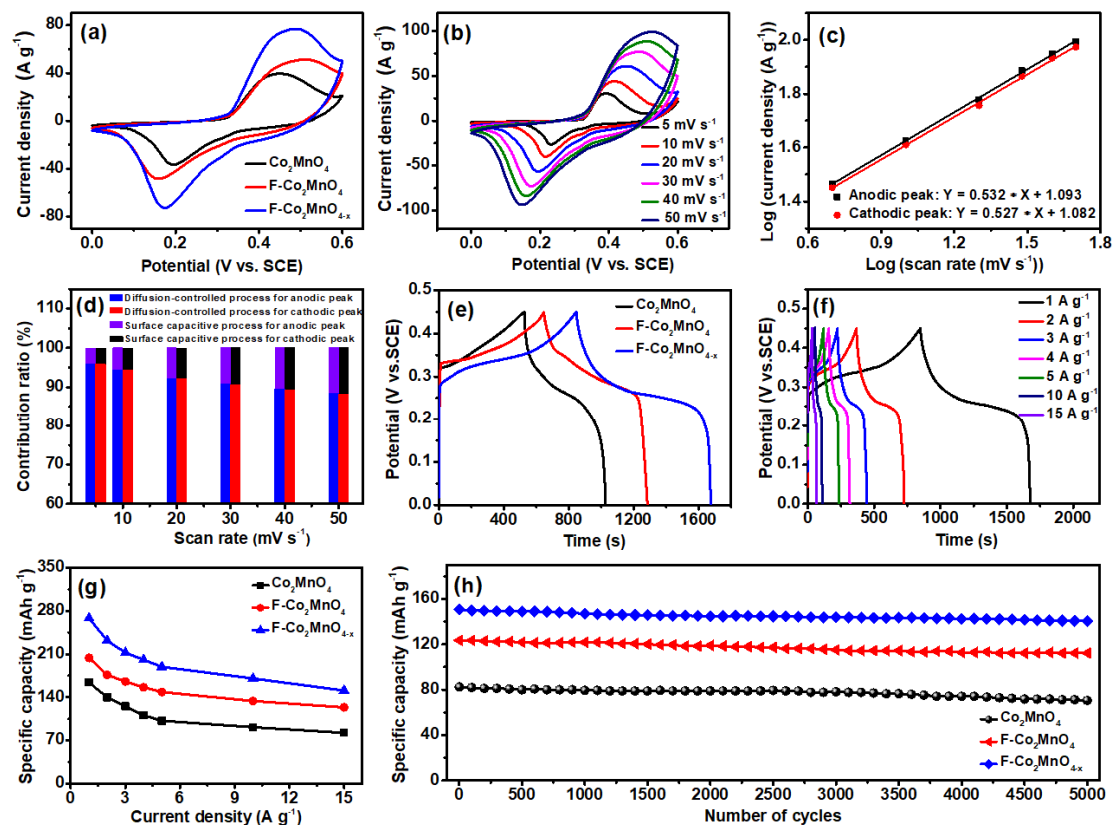 (a)
Current density (A g⁻¹)
80
40
0
-40
-80
0.0 0.2 0.4 0.6
Potential (V vs. SCE)
Co₂MnO₄
F-Co₂MnO₄
F-Co₂MnO₄₋ₓ
(b)
Current density (A g⁻¹)
100
50
0
-50
-100
0.0 0.2 0.4 0.6
Potential (V vs. SCE)
5 mV s⁻¹
10 mV s⁻¹
20 mV s⁻¹
30 mV s⁻¹
40 mV s⁻¹
50 mV s⁻¹
(c)
Log (current density (A g⁻¹))
2.0
1.8
1.6
1.4
0.6 0.9 1.2 1.5 1.8
Log (scan rate (mV s⁻¹))
Anodic peak: Y = 0.532 * X + 1.093
Cathodic peak: Y = 0.527 * X + 1.082
(d)
Contribution ratio (%)
110
100
90
80
70
60
10 20 30 40 50
Scan rate (mV s⁻¹)
Diffusion-controlled process for anodic peak
Diffusion-controlled process for cathodic peak
Surface capacitive process for anodic peak
Surface capacitive process for cathodic peak
(e)
Potential (V vs.SCE)
0.5
0.4
0.3
0.2
0.1
0.0
0 400 800 1200 1600
Time (s)
Co₂MnO₄
F-Co₂MnO₄
F-Co₂MnO₄₋ₓ
(f)
Potential (V vs.SCE)
0.5
0.4
0.3
0.2
0.1
0.0
0 500 1000 1500 2000
Time (s)
1 A g⁻¹
2 A g⁻¹
3 A g⁻¹
4 A g⁻¹
5 A g⁻¹
10 A g⁻¹
15 A g⁻¹
(g)
Specific capacity (mAh g⁻¹)
350
280
210
140
70
0
0 3 6 9 12 15
Current density (A g⁻¹)
Co₂MnO₄
F-Co₂MnO₄
F-Co₂MnO₄₋ₓ
(h)
Specific capacity (mAh g⁻¹)
160
120
80
40
0
0 500 1000 1500 2000 2500 3000 3500 4000 4500 5000
Number of cycles
Co₂MnO₄
F-Co₂MnO₄
F-Co₂MnO₄₋ₓ